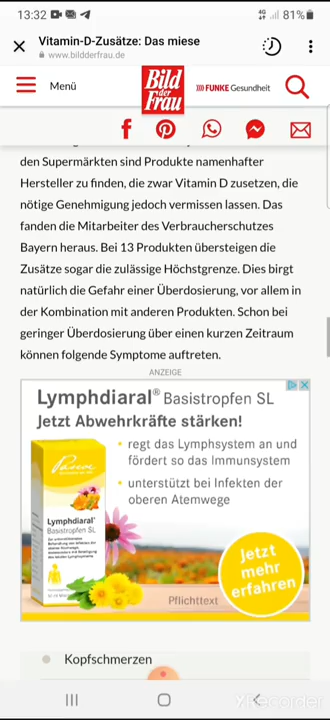 13:32
4G 81%
Vitamin-D-Zusätze: Das miese
www.bildderfrau.de
Menü
Bild der Frau
FUNKE Gesundheit
den Supermärkten sind Produkte namenhafter
Hersteller zu finden, die zwar Vitamin D zusetzen, die
nötige Genehmigung jedoch vermissen lassen. Das
fanden die Mitarbeiter des Verbraucherschutzes
Bayern heraus. Bei 13 Produkten übersteigen die
Zusätze sogar die zulässige Höchstgrenze. Dies birgt
natürlich die Gefahr einer Überdosierung, vor allem in
der Kombination mit anderen Produkten. Schon bei
geringer Überdosierung über einen kurzen Zeitraum
können folgende Symptome auftreten.
ANZEIGE
Lymphdiaral® Basistropfen SL
Jetzt Abwehrkräfte stärken!
• regt das Lymphsystem an und
fördert so das Immunsystem
• unterstützt bei Infekten der
oberen Atemwege
Pascoe
Lymphdiaral®
Basistropfen SL
Jetzt
mehr
erfahren
Pflichttext
Kopfschmerzen
XRecorder